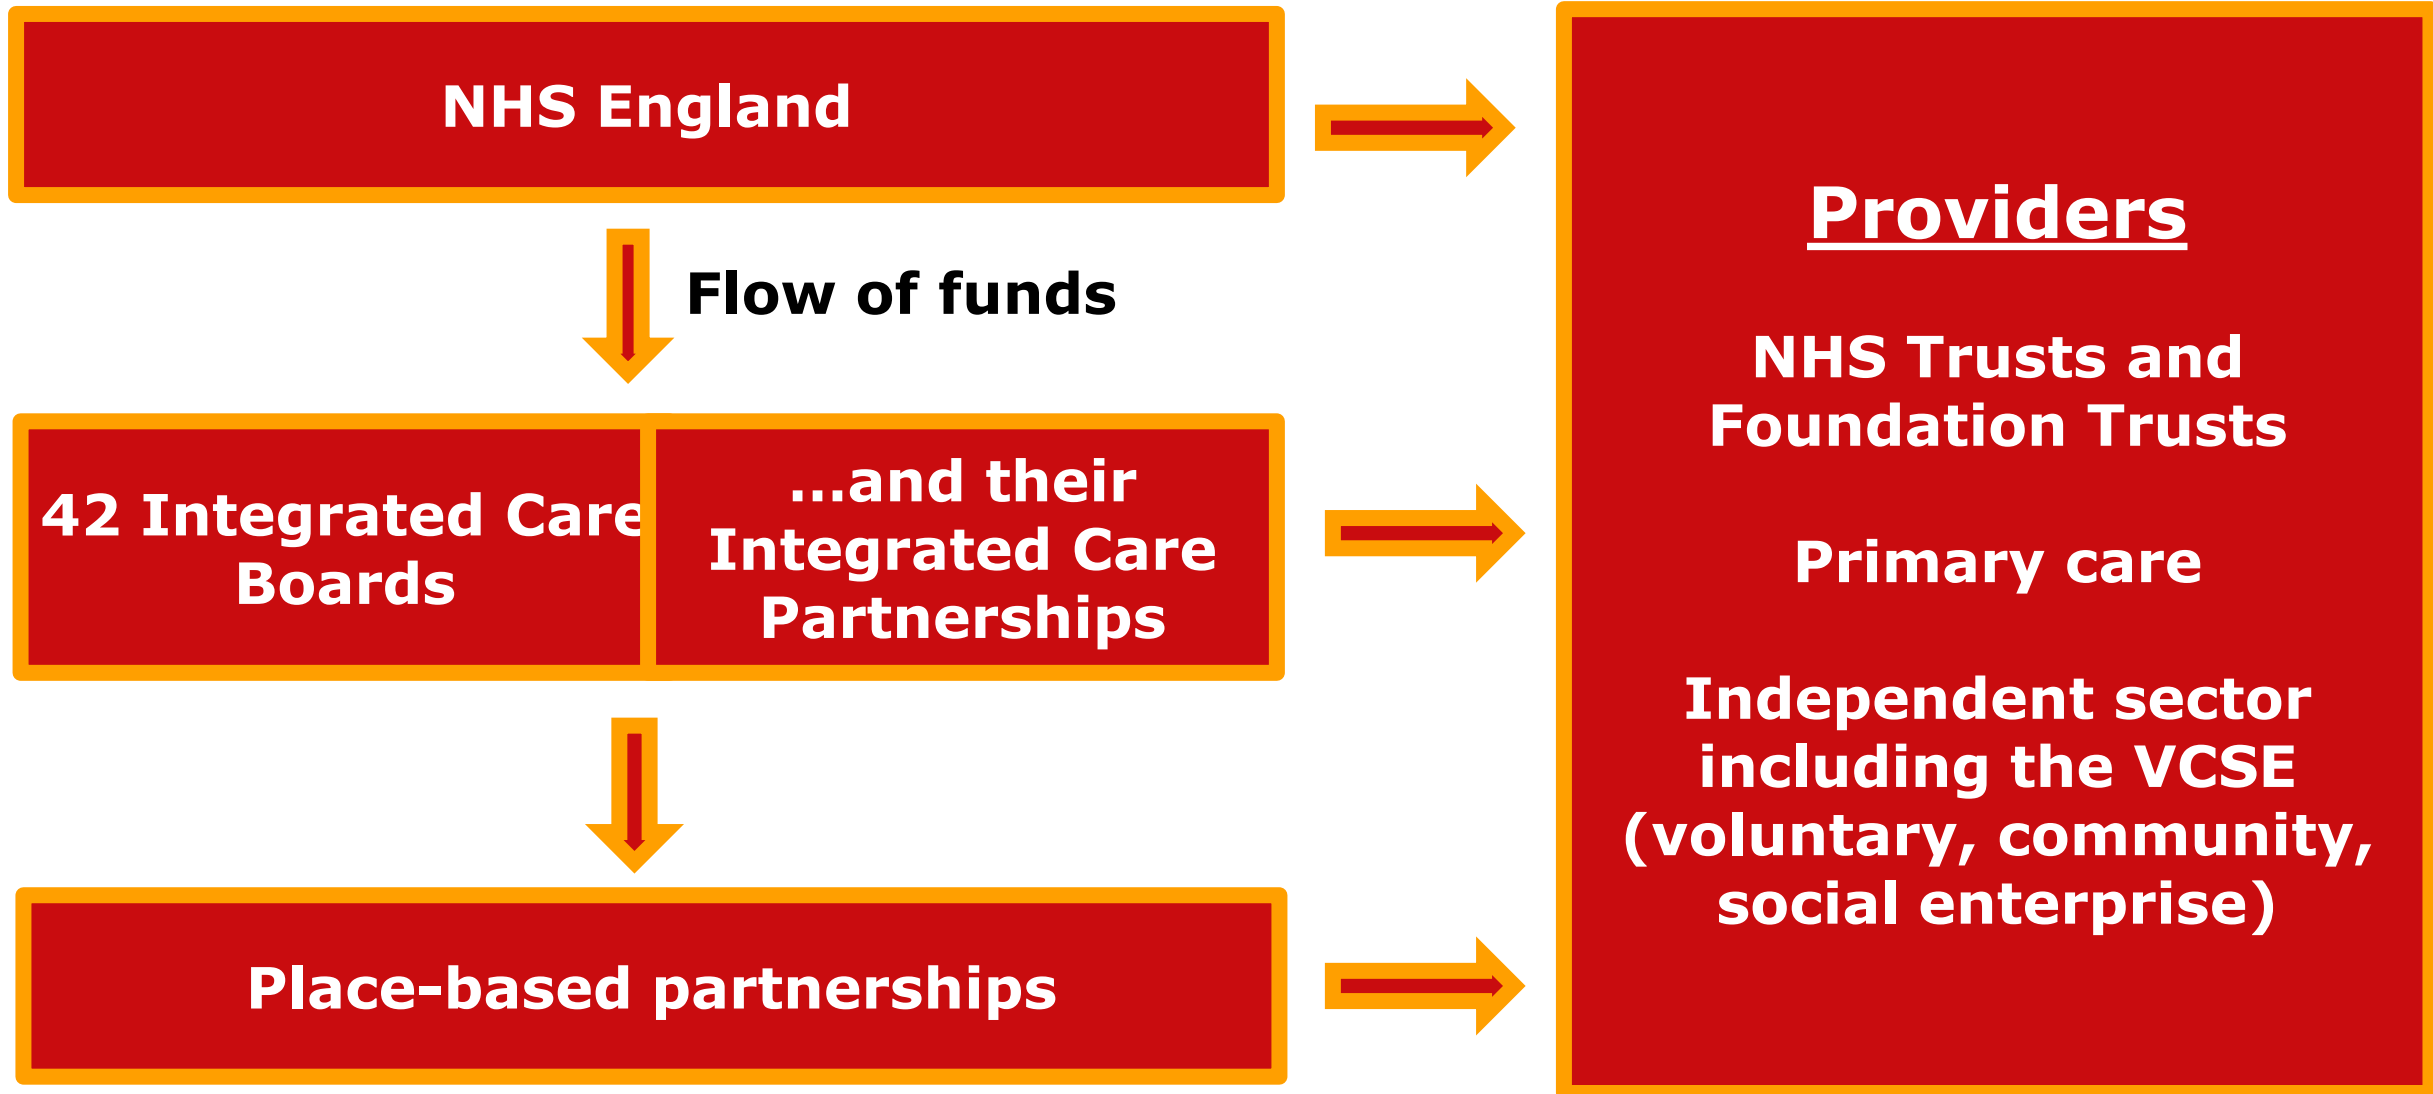 NHS England
Flow of funds
42 Integrated Care
Boards
...and their
Integrated Care
Partnerships
Place-based partnerships
Providers
NHS Trusts and
Foundation Trusts
Primary care
Independent sector
including the VCSE
(voluntary, community,
social enterprise)